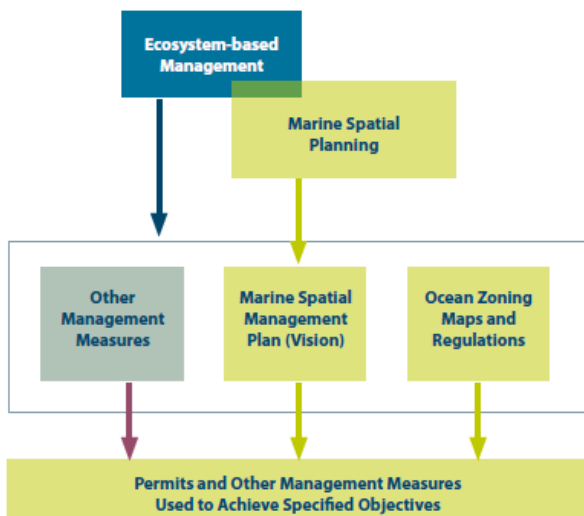 Ecosystem-based
Management
Marine Spatial
Planning
Other
Management
Measures
Marine Spatial
Management
Plan (Vision)
Ocean Zoning
Maps and
Regulations
Permits and Other Management Measures
Used to Achieve Specified Objectives